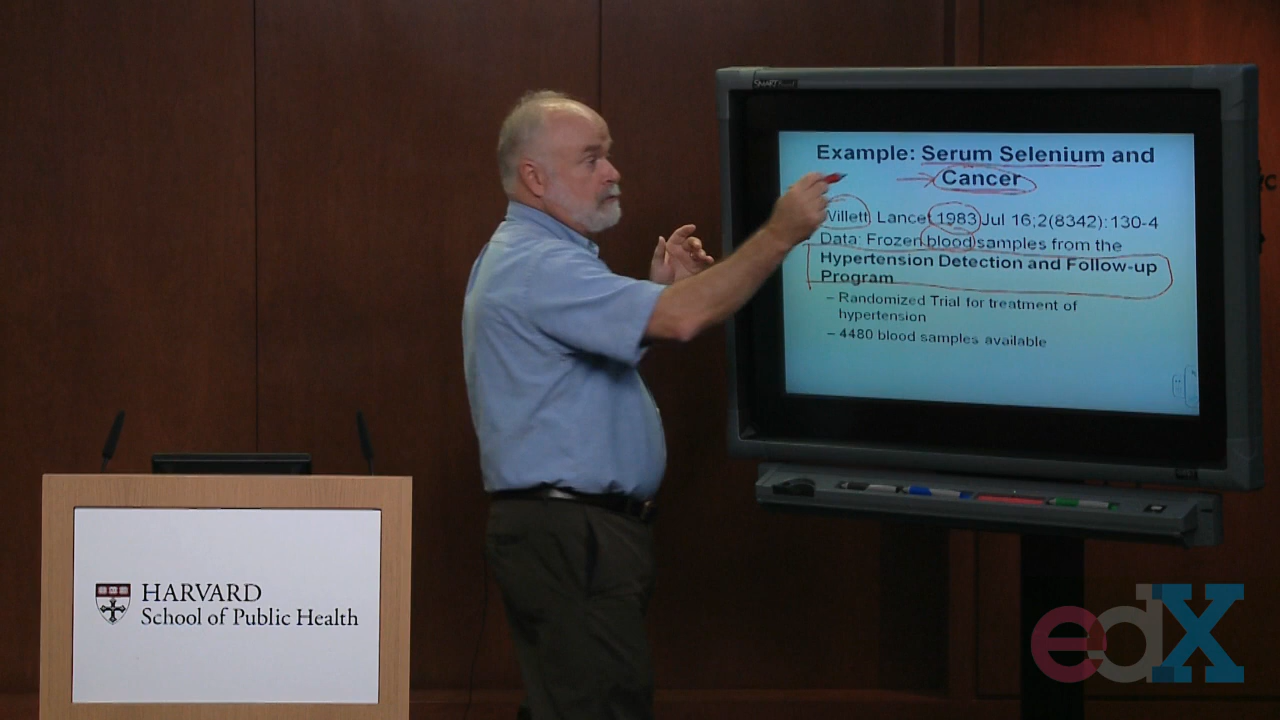 SMART
Example: Serum Selenium and
Cancer
Willett Lancet 1983 Jul 16;2(8342):130-4
Data: Frozen blood samples from the
Hypertension Detection and Follow-up
Program
– Randomized Trial for treatment of
hypertension
– 4480 blood samples available
HARVARD
School of Public Health
edX